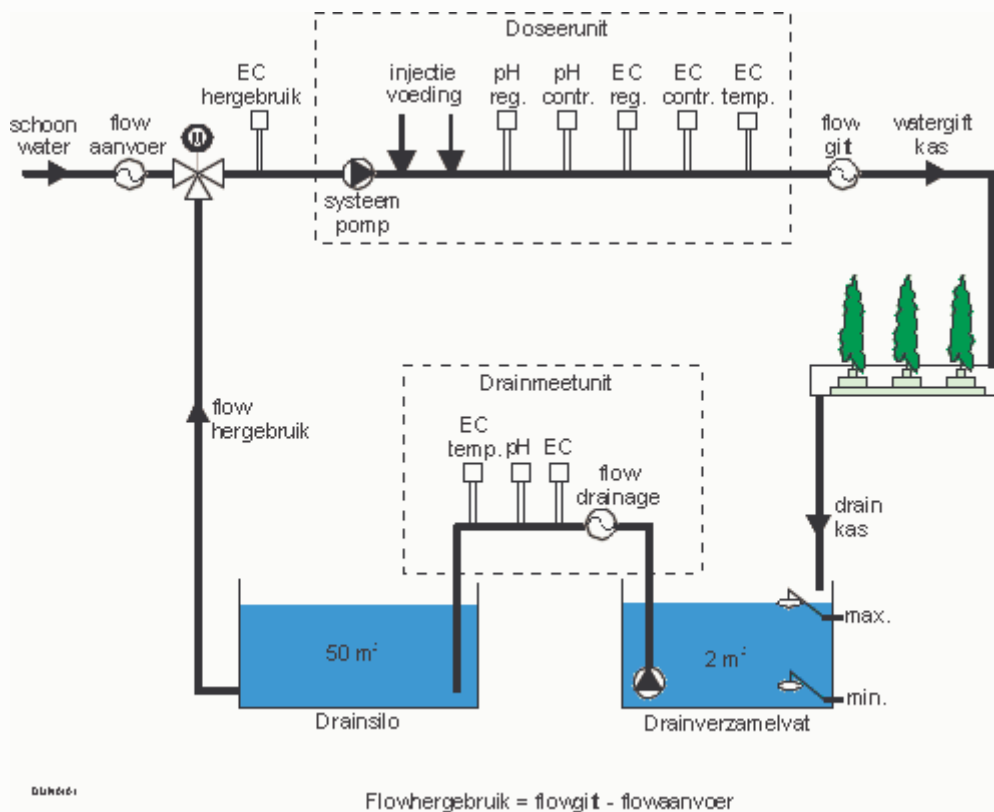 Doseerunit
EC
hergebruik
injectie
voeding
pH
reg.
pH
contr.
EC
reg.
EC
contr.
EC
temp.
schoon
water
flow
aanvoer
M
flow
gift
watergift
kas
systeem
pomp
Drainmeetunit
flow
hergebruik
EC
temp.
pH
EC
flow
drainage
drain
kas
max.
50 m²
2 m²
min.
Drainsilo
Drainverzamelvat
Flowhergebruik = flowgift - flowaanvoer